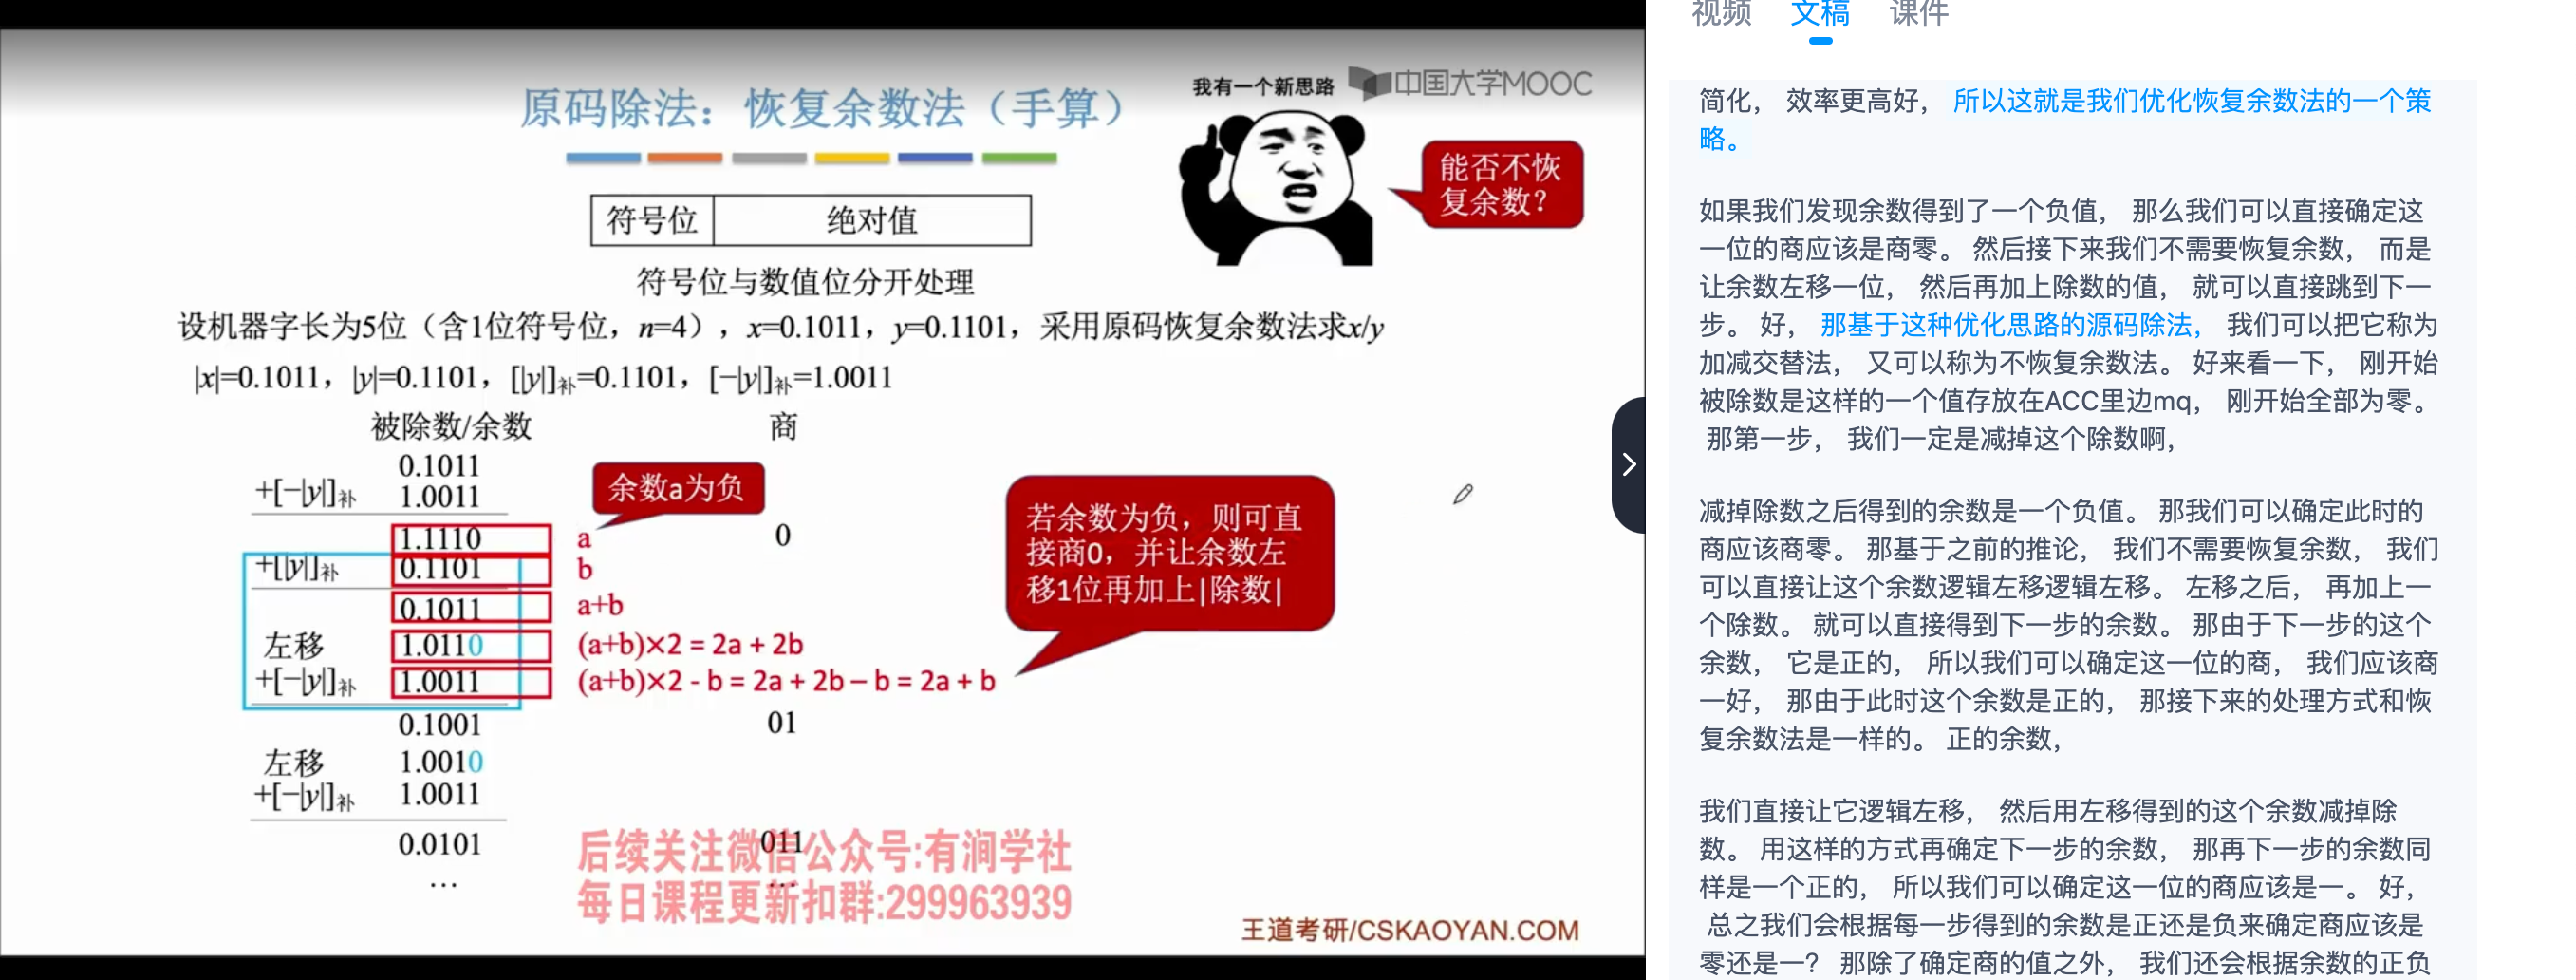 我有一个新思路
中国大学MOOC
原码除法：恢复余数法（手算）
能否不恢
复余数？
符号位 绝对值
符号位与数值位分开处理
设机器字长为5位（含1位符号位，n=4），x=0.1011，y=0.1101，采用原码恢复余数法求x/y
|x|=0.1011，|y|=0.1101，[|y|]补=0.1101，[−|y|]补=1.0011
被除数/余数 商
0.1011
+[−|y|]补 1.0011
余数a为负
1.1110 a 0
+[|y|]补 0.1101 b
0.1011 a+b
左移 1.0110 (a+b)×2 = 2a + 2b
+[−|y|]补 1.0011 (a+b)×2 - b = 2a + 2b – b = 2a + b
若余数为负，则可直
接商0，并让余数左
移1位再加上|除数|
0.1001 01
左移 1.0010
+[−|y|]补 1.0011
0.0101 011
… …
后续关注微信公众号:有涧学社
每日课程更新扣群:299963939
王道考研/CSKAOYAN.COM
视频 文稿 课件
简化， 效率更高好， 所以这就是我们优化恢复余数法的一个策
略。
如果我们发现余数得到了一个负值， 那么我们可以直接确定这
一位的商应该是商零。 然后接下来我们不需要恢复余数， 而是
让余数左移一位， 然后再加上除数的值， 就可以直接跳到下一
步。 好， 那基于这种优化思路的源码除法， 我们可以把它称为
加减交替法， 又可以称为不恢复余数法。 好来看一下， 刚开始
被除数是这样的一个值存放在ACC里边mq， 刚开始全部为零。
那第一步， 我们一定是减掉这个除数啊，
减掉除数之后得到的余数是一个负值。 那我们可以确定此时的
商应该商零。 那基于之前的推论， 我们不需要恢复余数， 我们
可以直接让这个余数逻辑左移逻辑左移。 左移之后， 再加上一
个除数。 就可以直接得到下一步的余数。 那由于下一步的这个
余数， 它是正的， 所以我们可以确定这一位的商， 我们应该商
一好， 那由于此时这个余数是正的， 那接下来的处理方式和恢
复余数法是一样的。 正的余数，
我们直接让它逻辑左移， 然后用左移得到的这个余数减掉除
数。 用这样的方式再确定下一步的余数， 那再下一步的余数同
样是一个正的， 所以我们可以确定这一位的商应该是一。 好，
总之我们会根据每一步得到的余数是正还是负来确定商应该是
零还是一？ 那除了确定商的值之外， 我们还会根据余数的正负